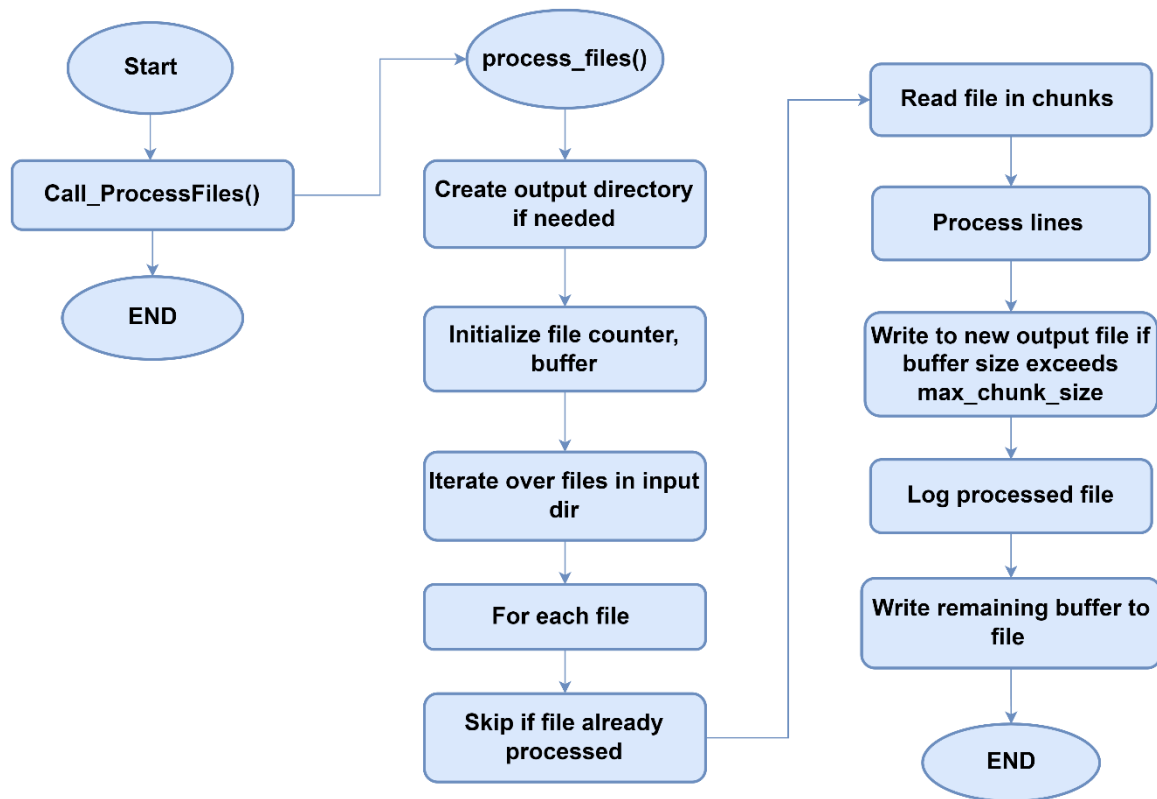 Start
Call_ProcessFiles()
END
process_files()
Create output directory
if needed
Initialize file counter,
buffer
Iterate over files in input
dir
For each file
Skip if file already
processed
Read file in chunks
Process lines
Write to new output file if
buffer size exceeds
max_chunk_size
Log processed file
Write remaining buffer to
file
END